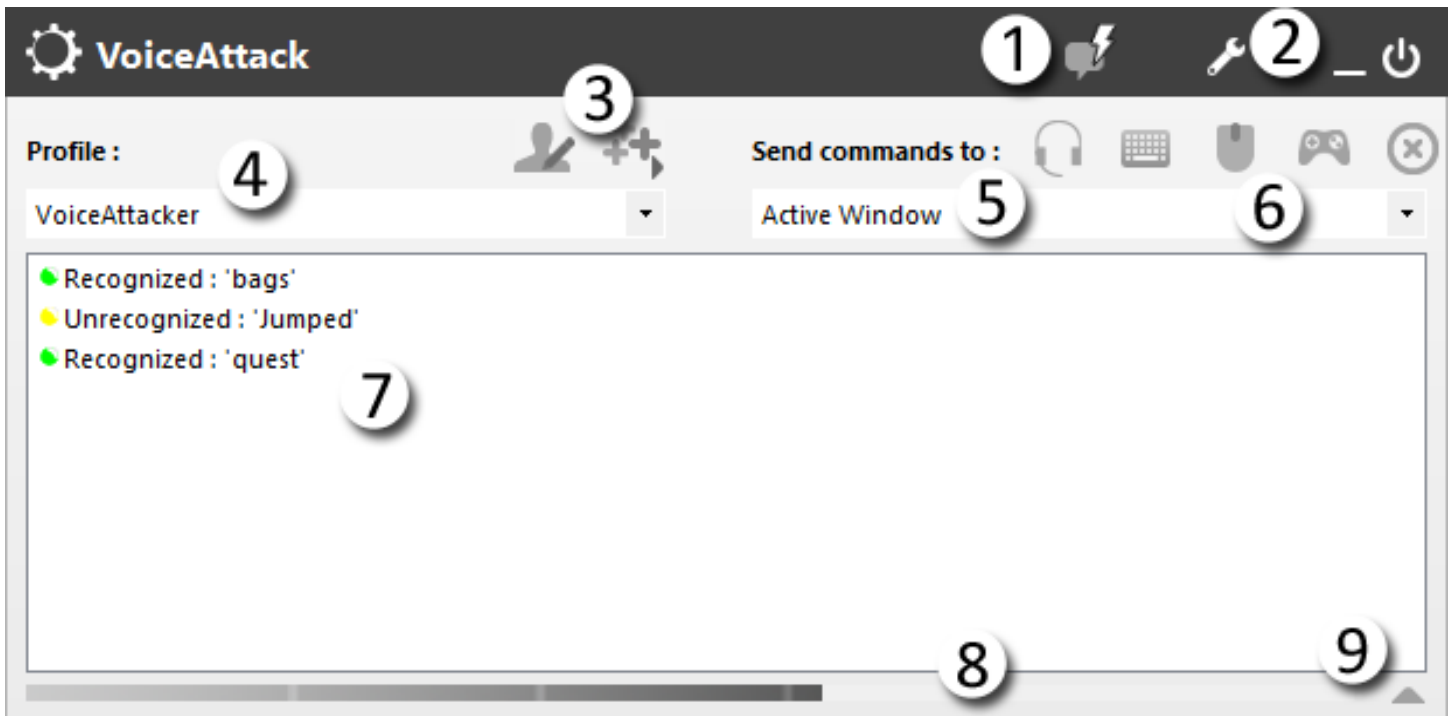 VoiceAttack
1
2
3
Profile :
4
Send commands to :
VoiceAttacker
Active Window
5
6
Recognized : 'bags'
Unrecognized : 'Jumped'
Recognized : 'quest'
7
8
9